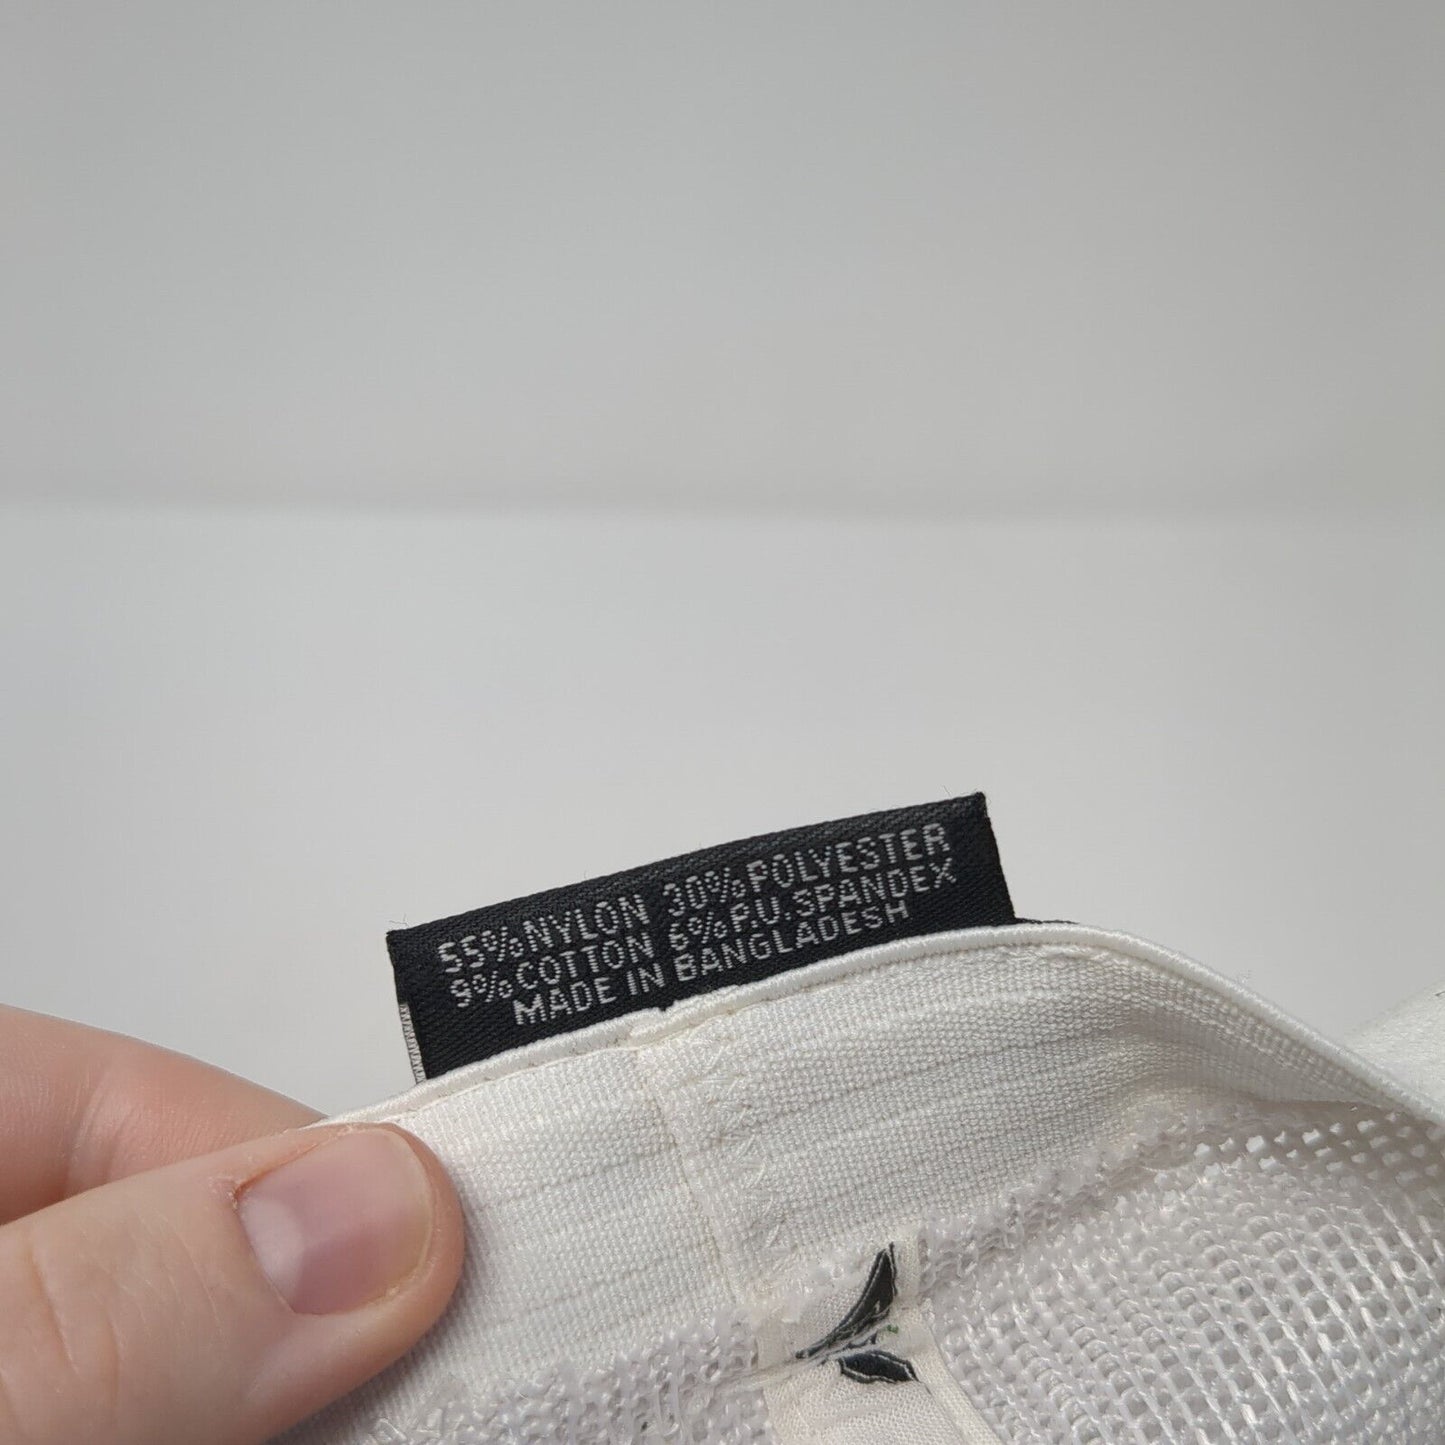 55% NYLON 30% POLYESTER
9% COTTON 6% P.U. SPANDEX
MADE IN BANGLADESH